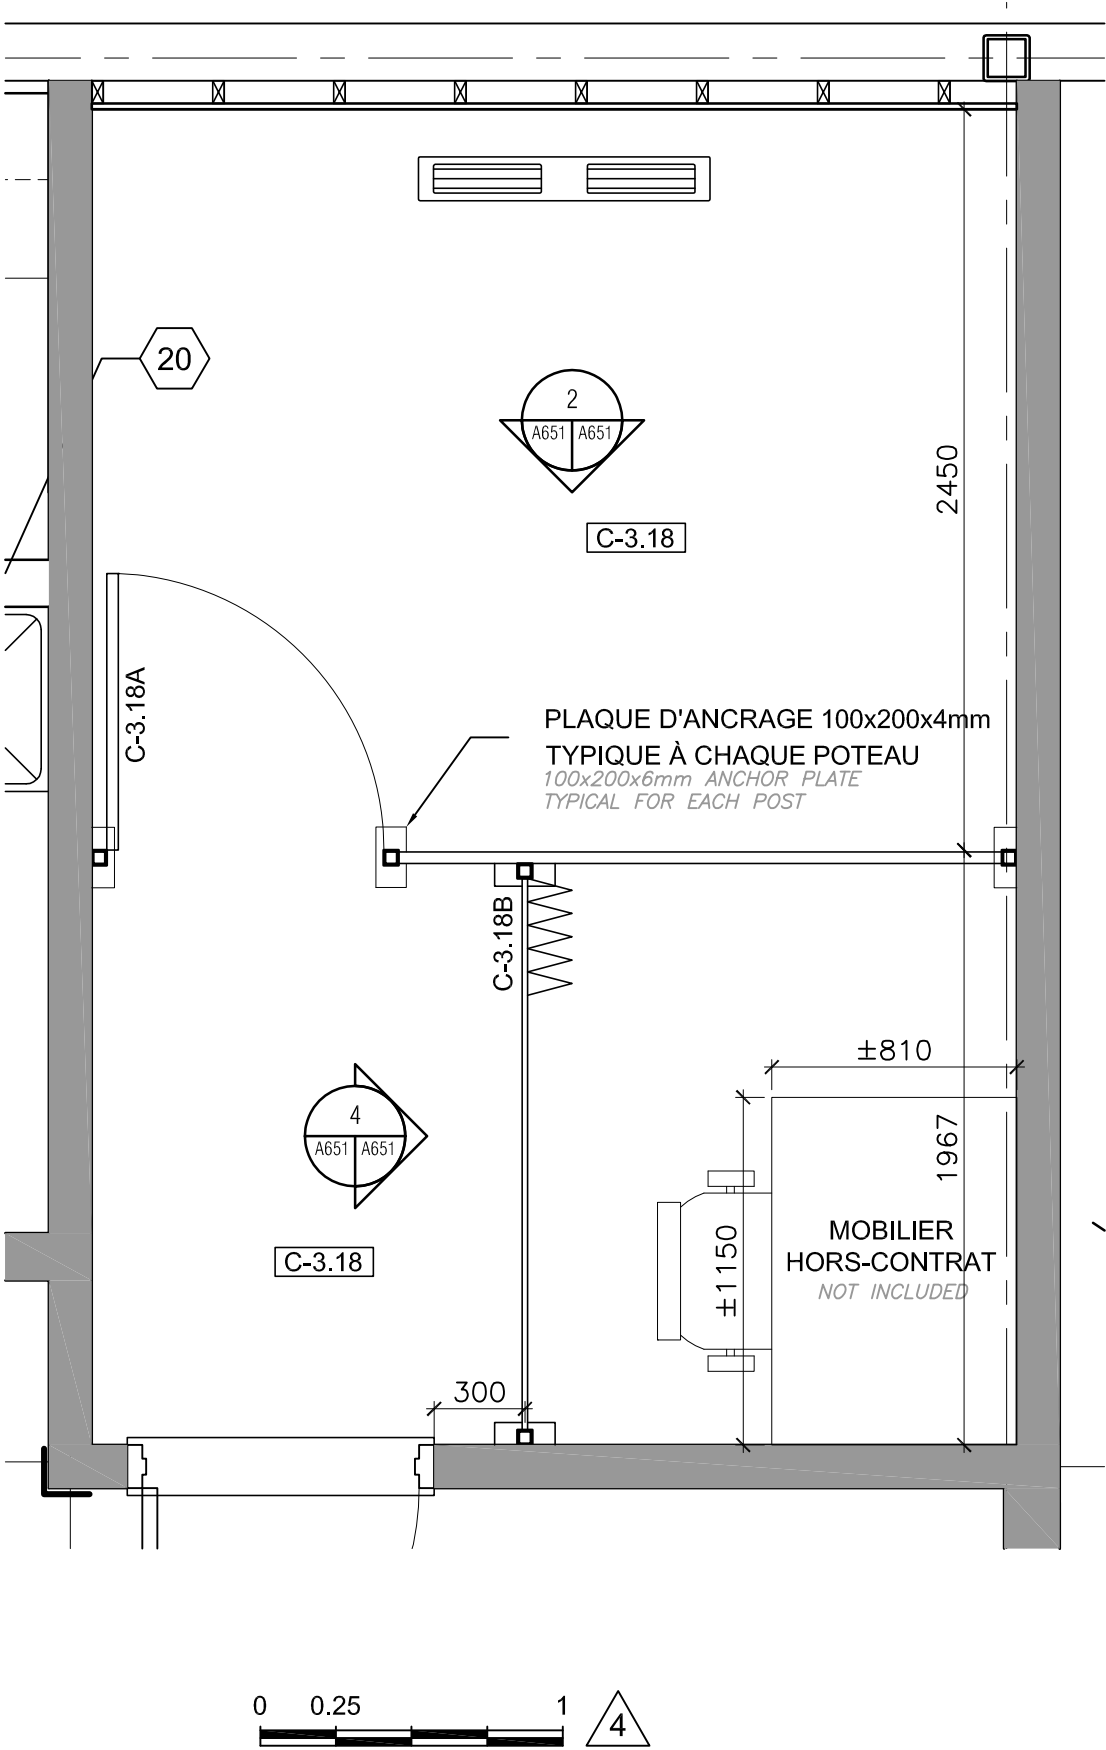 20
2
A651 A651
C-3.18
2450
C-3.18A
PLAQUE D'ANCRAGE 100x200x4mm
TYPIQUE À CHAQUE POTEAU
100x200x6mm ANCHOR PLATE
TYPICAL FOR EACH POST
C-3.18B
±810
4
A651 A651
1967
±1150
MOBILIER
HORS-CONTRAT
NOT INCLUDED
C-3.18
300
0 0.25 1
4